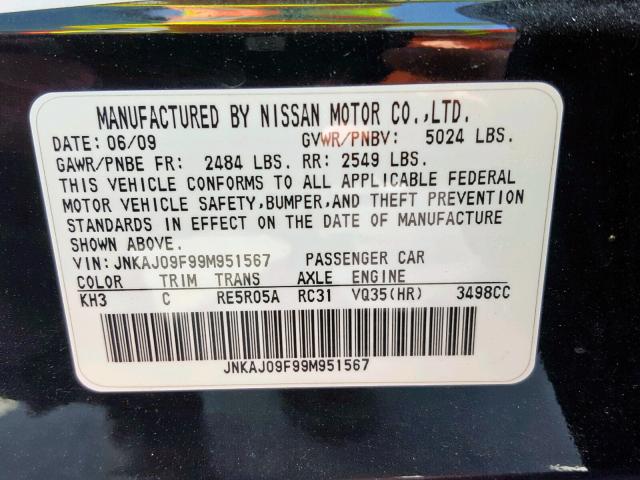 MANUFACTURED BY NISSAN MOTOR CO.,LTD.
DATE: 06/09 GVWR/PNBV: 5024 LBS.
GAWR/PNBE FR: 2484 LBS. RR: 2549 LBS.
THIS VEHICLE CONFORMS TO ALL APPLICABLE FEDERAL
MOTOR VEHICLE SAFETY,BUMPER,AND THEFT PREVENTION
STANDARDS IN EFFECT ON THE DATE OF MANUFACTURE
SHOWN ABOVE.
VIN: JNKAJ09F99M951567 PASSENGER CAR
COLOR TRIM TRANS AXLE ENGINE
KH3 C RE5R05A RC31 VQ35(HR) 3498CC
JNKAJ09F99M951567